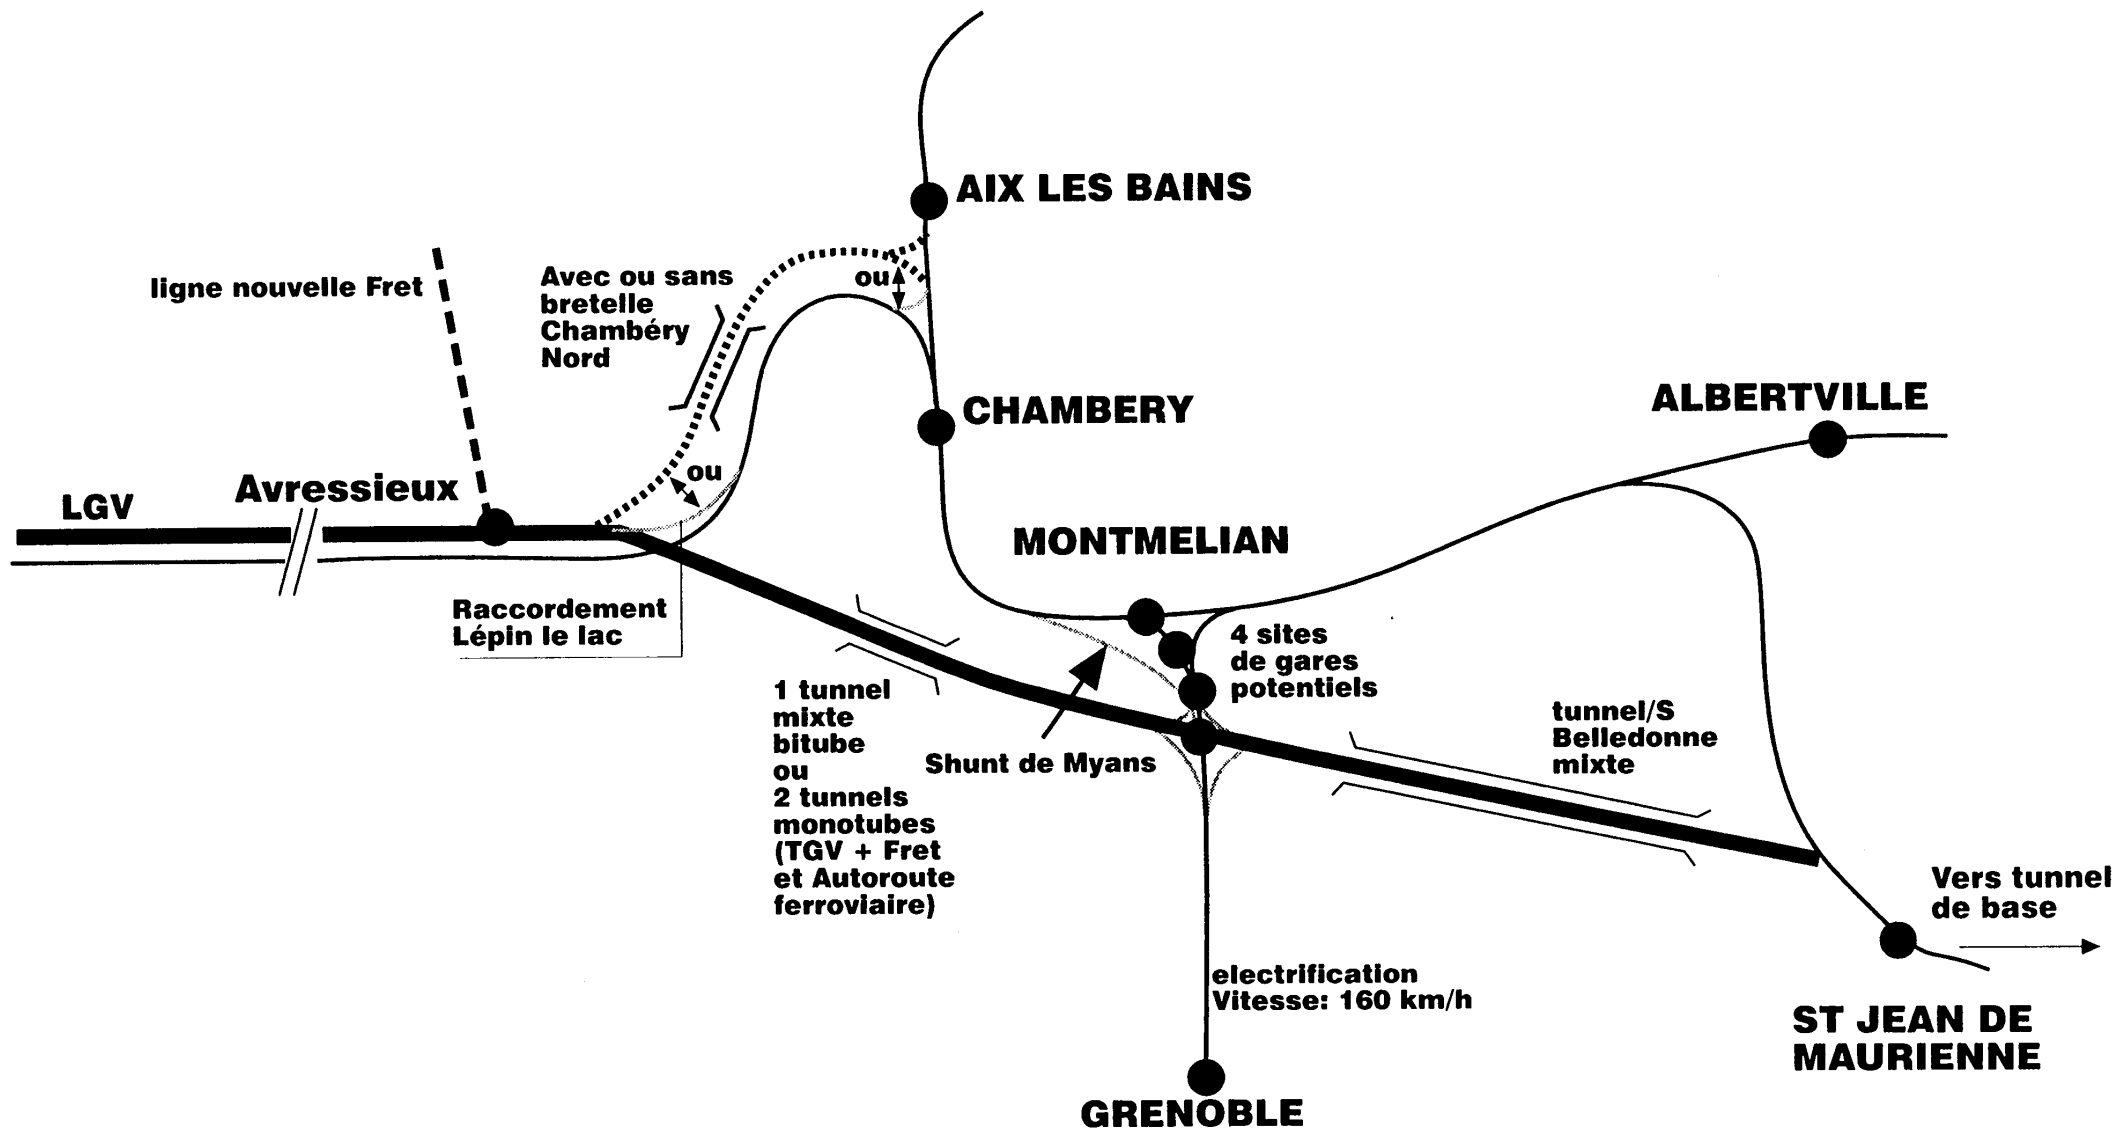 AIX LES BAINS
ligne nouvelle Fret
Avec ou sans
bretelle
Chambéry
Nord
ou
CHAMBERY
ALBERTVILLE
ou
Avressieux
LGV
MONTMELIAN
Raccordement
Lépin le lac
4 sites
de gares
potentiels
1 tunnel
mixte
bitube
ou
2 tunnels
monotubes
(TGV + Fret
et Autoroute
ferroviaire)
Shunt de Myans
tunnel/S
Belledonne
mixte
Vers tunnel
de base
electrification
Vitesse: 160 km/h
ST JEAN DE
MAURIENNE
GRENOBLE